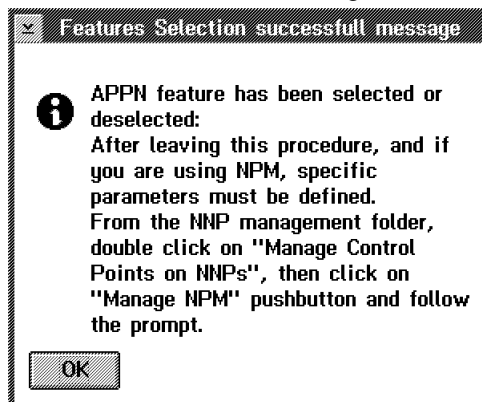 Features Selection successfull message
APPN feature has been selected or
deselected:
After leaving this procedure, and if
you are using NPM, specific
parameters must be defined.
From the NNP management folder,
double click on "Manage Control
Points on NNPs", then click on
"Manage NPM" pushbutton and follow
the prompt.
OK